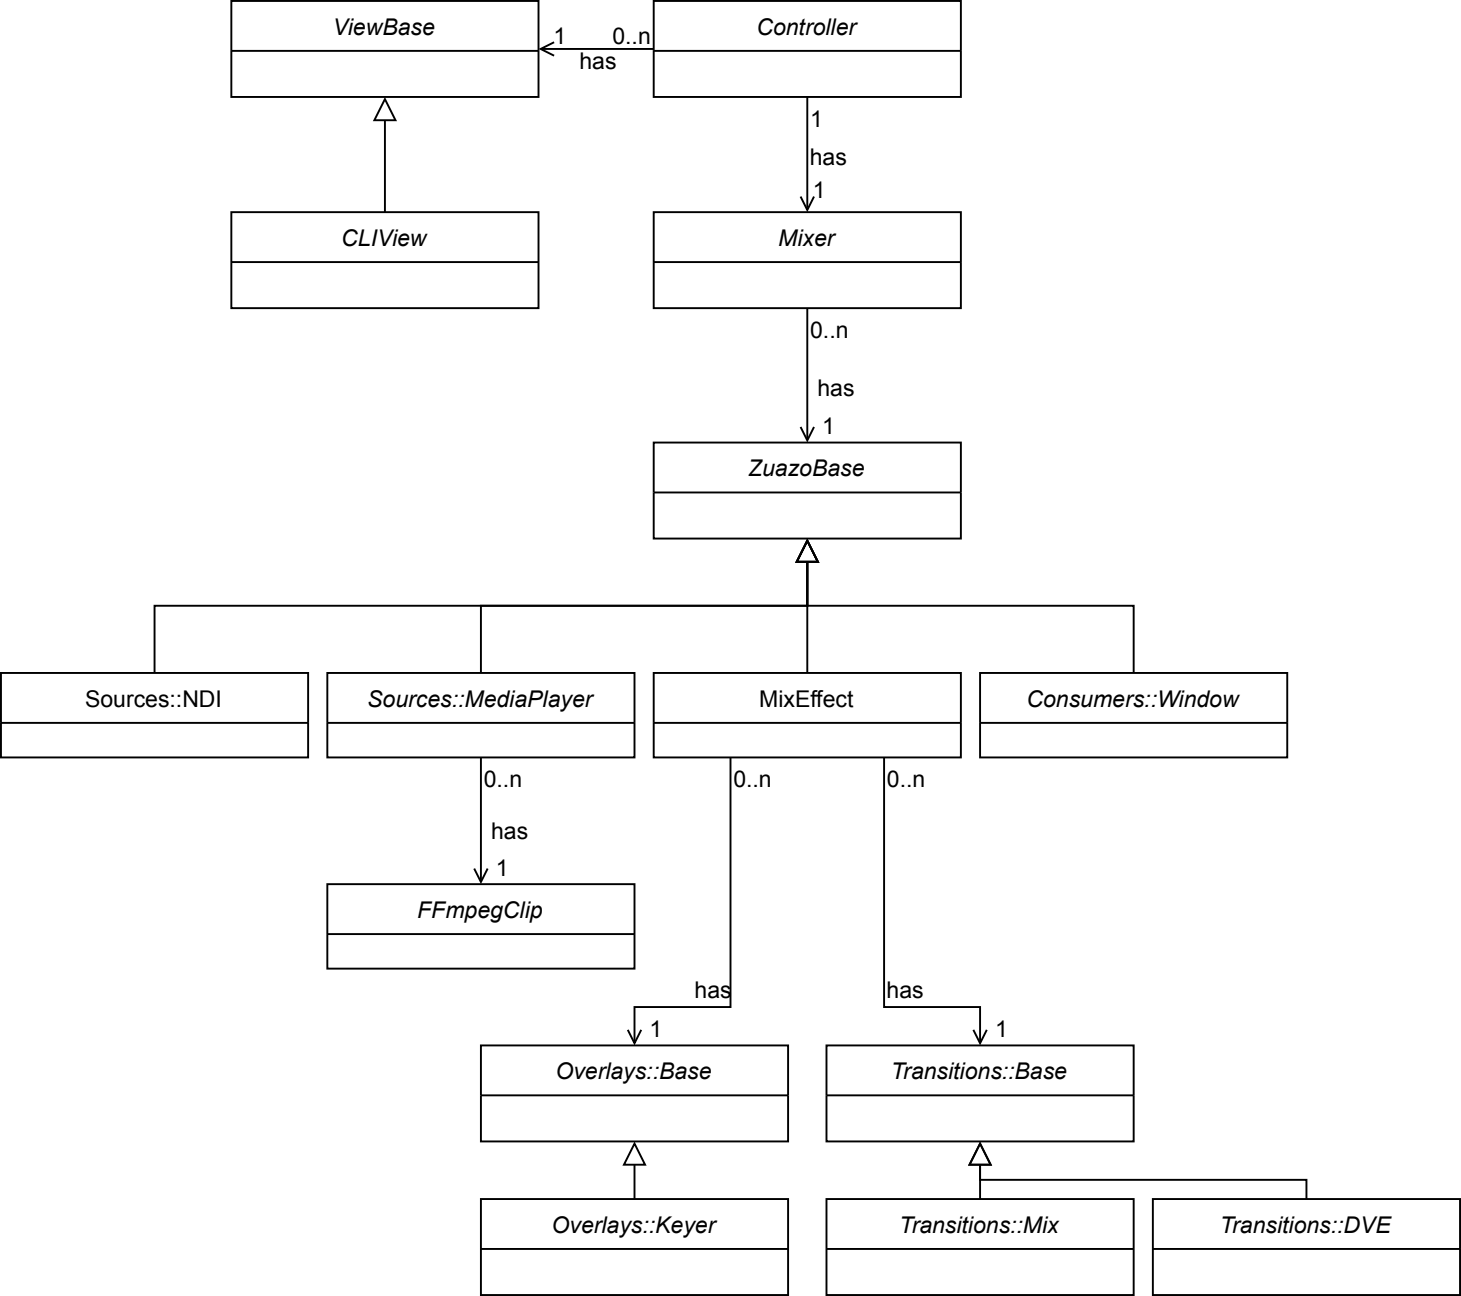 ViewBase
Controller
1
0..n
has
1
has
1
CLIView
Mixer
0..n
has
1
ZuazoBase
Sources::NDI
Sources::MediaPlayer
MixEffect
Consumers::Window
0..n
0..n
0..n
has
1
FFmpegClip
has
has
1
1
Overlays::Base
Transitions::Base
Overlays::Keyer
Transitions::Mix
Transitions::DVE